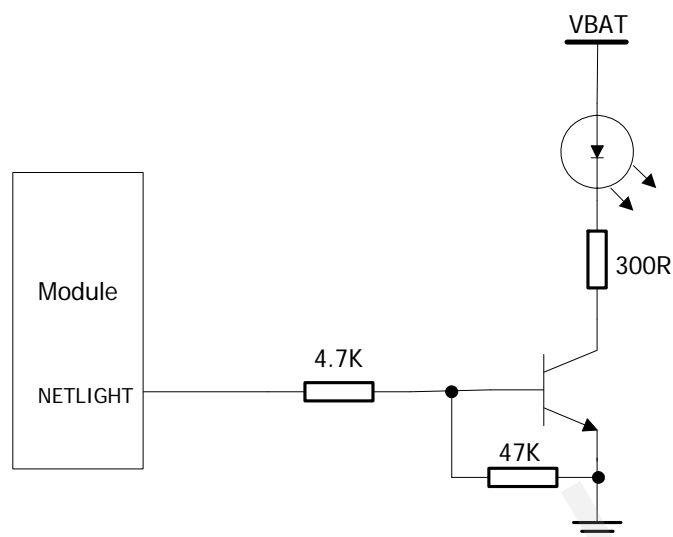 VBAT
300R
Module
4.7K
NETLIGHT
47K